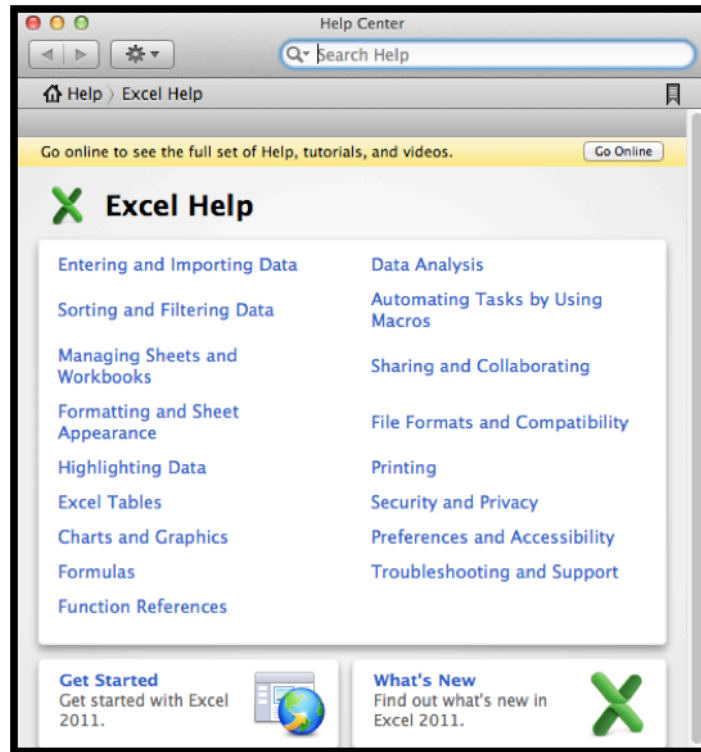 Help Center
Search Help
Help Excel Help
Go online to see the full set of Help, tutorials, and videos.
Go Online
Excel Help
Entering and Importing Data
Sorting and Filtering Data
Managing Sheets and
Workbooks
Formatting and Sheet
Appearance
Highlighting Data
Excel Tables
Charts and Graphics
Formulas
Function References
Data Analysis
Automating Tasks by Using
Macros
Sharing and Collaborating
File Formats and Compatibility
Printing
Security and Privacy
Preferences and Accessibility
Troubleshooting and Support
Get Started
Get started with Excel
2011.
What's New
Find out what's new in
Excel 2011.